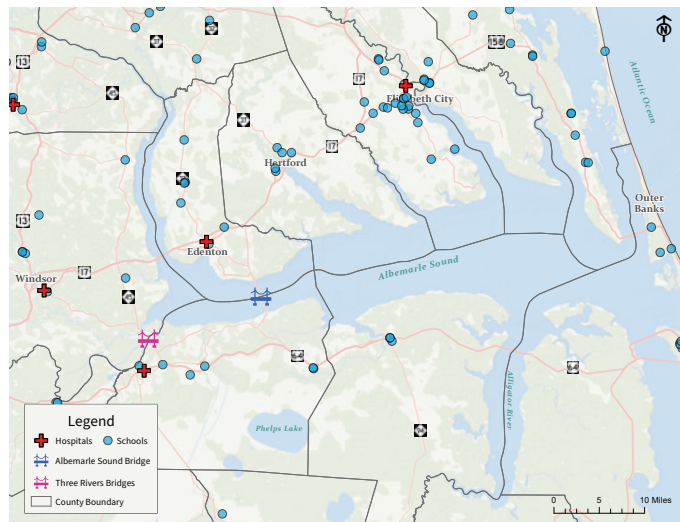 N
13
17
158
Elizabeth City
Atlantic Ocean
37
17
Hertford
Outer
Banks
13
Edenton
Albemarle Sound
Windsor
17
64
64
Alligator River
Phelps Lake
Legend
Hospitals
Schools
Albemarle Sound Bridge
Three Rivers Bridges
County Boundary
0
5
10 Miles